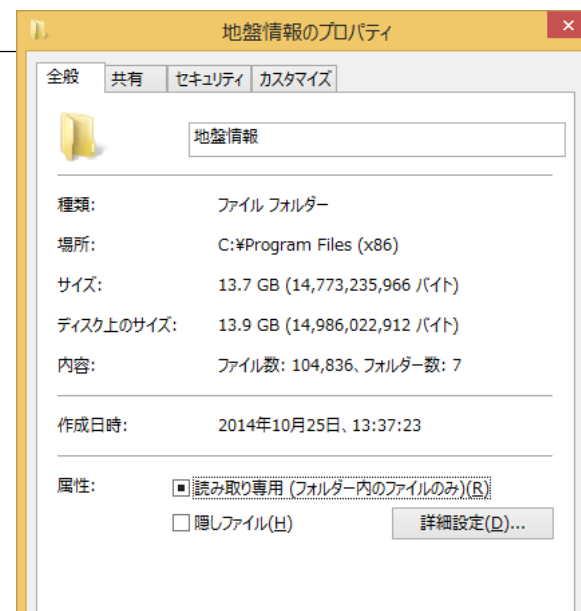 地盤情報のプロパティ
全般 共有 セキュリティ カスタマイズ
地盤情報
種類: ファイル フォルダー
場所: C:¥Program Files (x86)
サイズ: 13.7 GB (14,773,235,966 バイト)
ディスク上のサイズ: 13.9 GB (14,986,022,912 バイト)
内容: ファイル数: 104,836、フォルダー数: 7
作成日時: 2014年10月25日、13:37:23
属性: 読み取り専用 (フォルダー内のファイルのみ)(R)
隠しファイル(H) 詳細設定(D)...